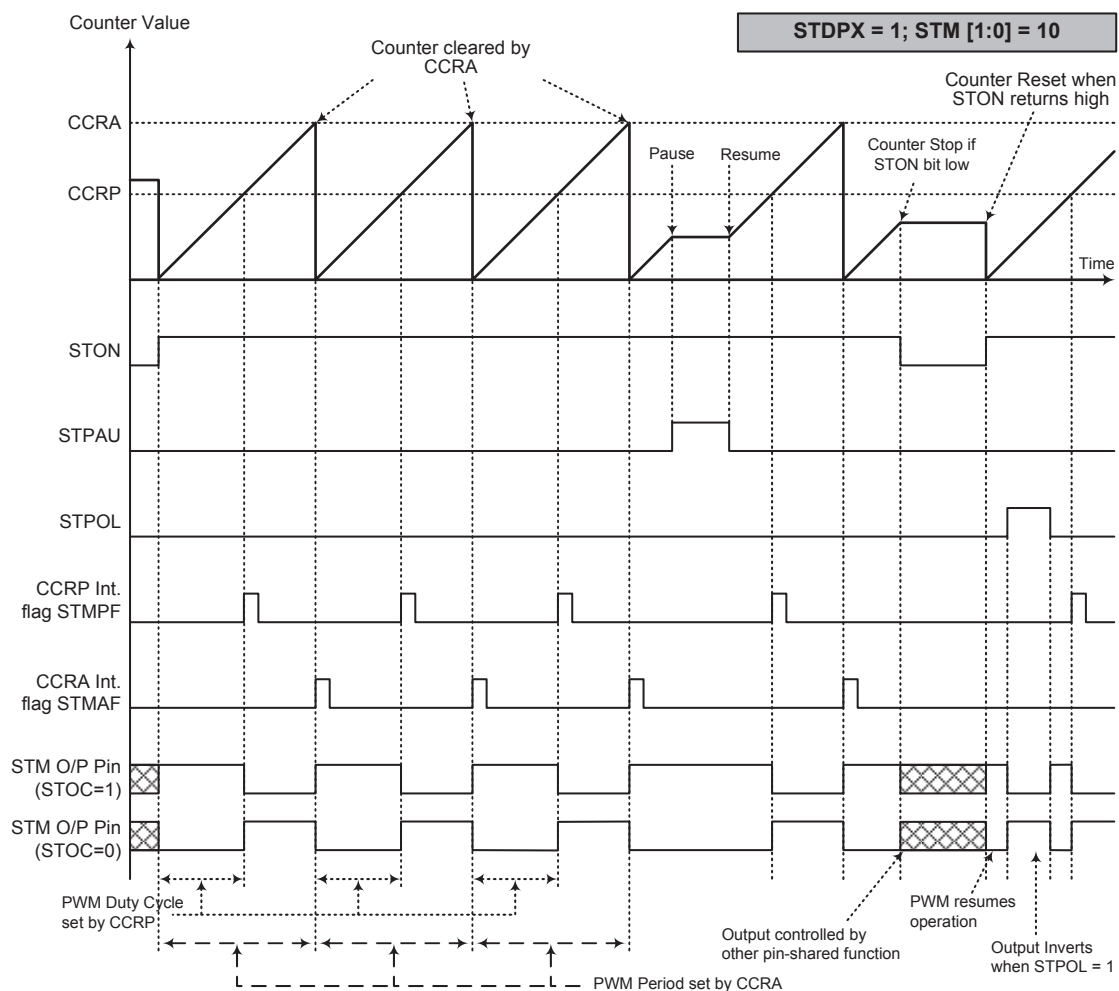 Counter Value
STDPX = 1; STM [1:0] = 10
Counter cleared by
CCRA
Counter Reset when
STON returns high
CCRA
Pause
Resume
Counter Stop if
STON bit low
CCRP
Time
STON
STPAU
STPOL
CCRP Int.
flag STMPF
CCRA Int.
flag STMAF
STM O/P Pin
(STOC=1)
STM O/P Pin
(STOC=0)
PWM Duty Cycle
set by CCRP
PWM resumes
operation
Output controlled by
other pin-shared function
Output Inverts
when STPOL = 1
PWM Period set by CCRA